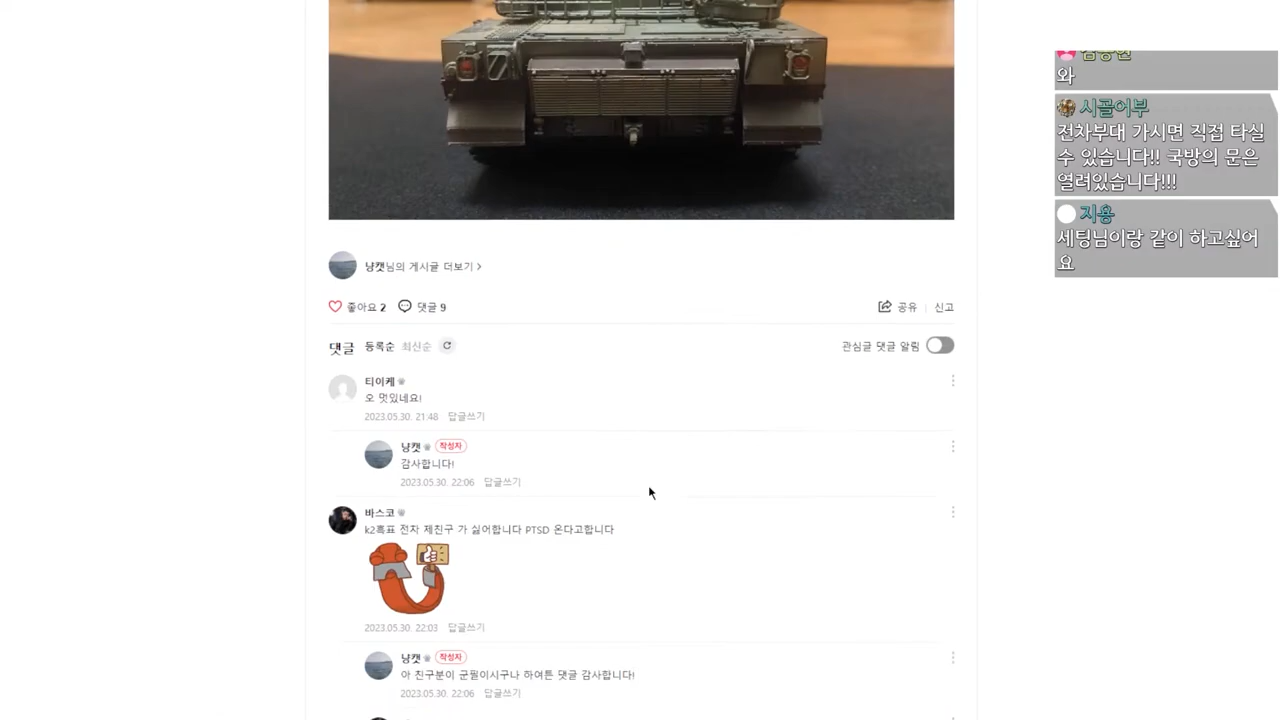 냥캣님의 게시글 더보기 >
좋아요 2 댓글 9
공유 신고
댓글 등록순 최신순
관심글 댓글 알림
티이케
오 멋있네요!
2023.05.30. 21:48 답글쓰기
냥캣 작성자
감사합니다!
2023.05.30. 22:06 답글쓰기
바스코
k2흑표 전차 제친구 가 싫어합니다 PTSD 온다고합니다
2023.05.30. 22:03 답글쓰기
냥캣 작성자
아 친구분이 군필이시구나 하여튼 댓글 감사합니다!
2023.05.30. 22:06 답글쓰기
와
시골어부
전차부대 가시면 직접 타실
수 있습니다!! 국방의 문은
열려있습니다!!!
지용
세팅님이랑 같이 하고싶어
요